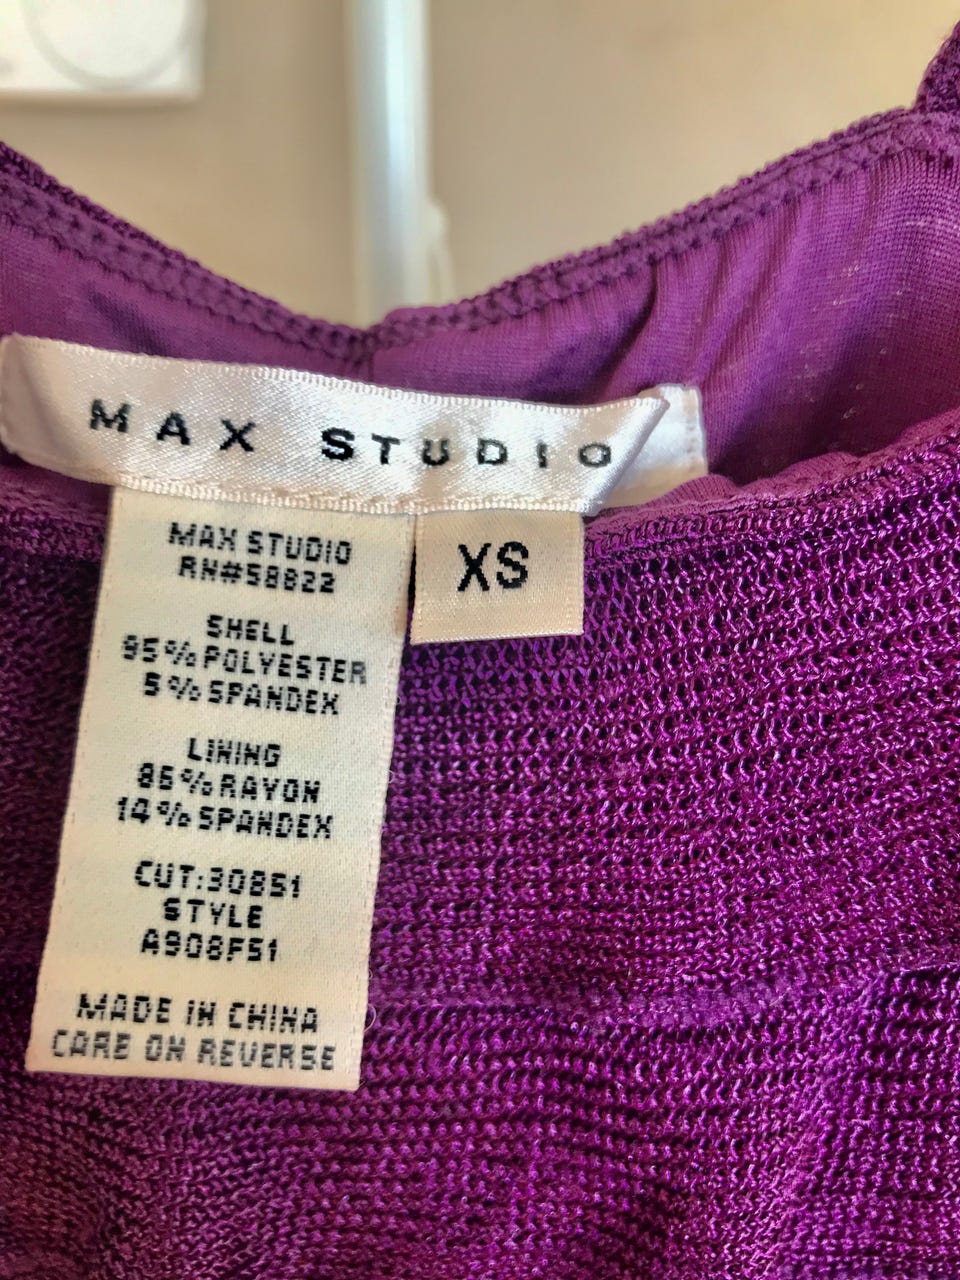 MAX STUDIO
XS
MAX STUDIO
RN#58822
SHELL
95% POLYESTER
5% SPANDEX
LINING
86% RAYON
14% SPANDEX
CUT:30851
STYLE
A908F51
MADE IN CHINA
CARE ON REVERSE